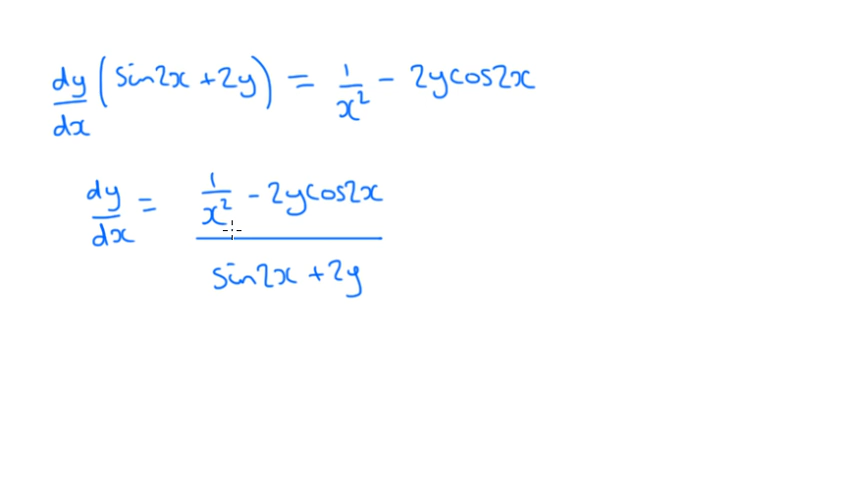 dy/dx (sin2x + 2y) = 1/x² - 2ycos2x
dy/dx = (1/x² - 2ycos2x)/(sin2x + 2y)